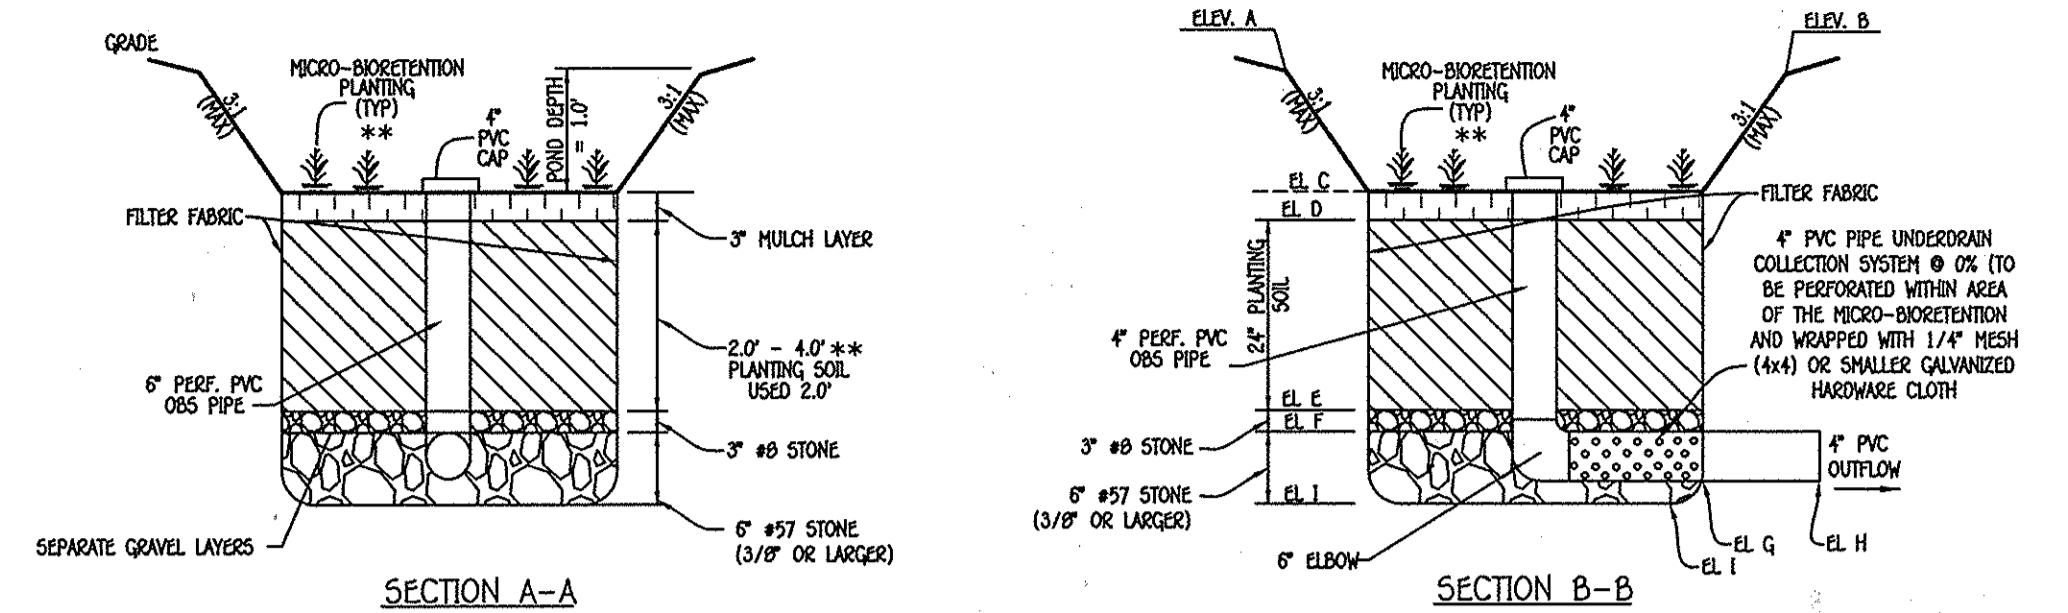 GRADE
MICRO-BIORETENTION
PLANTING
(TYP)
**
4"
PVC
CAP
POND DEPTH
= 1.0'
3:1
(MAX)
3:1
(MAX)
FILTER FABRIC
3" MULCH LAYER
2.0' - 4.0' **
PLANTING SOIL
USED 2.0'
6" PERF. PVC
OBS PIPE
3" #8 STONE
6" #57 STONE
(3/8" OR LARGER)
SEPARATE GRAVEL LAYERS
SECTION A-A
ELEV. A
ELEV. B
MICRO-BIORETENTION
PLANTING
(TYP)
**
4"
PVC
CAP
3:1
(MAX)
3:1
(MAX)
EL C
EL D
FILTER FABRIC
24" PLANTING
SOIL
4" PERF. PVC
OBS PIPE
4" PVC PIPE UNDERDRAIN
COLLECTION SYSTEM @ 0% (TO
BE PERFORATED WITHIN AREA
OF THE MICRO-BIORETENTION
AND WRAPPED WITH 1/4" MESH
(4x4) OR SMALLER GALVANIZED
HARDWARE CLOTH
EL E
EL F
3" #8 STONE
6" #57 STONE
(3/8" OR LARGER)
EL I
4" PVC
OUTFLOW
6" ELBOW
EL G
EL H
EL I
SECTION B-B